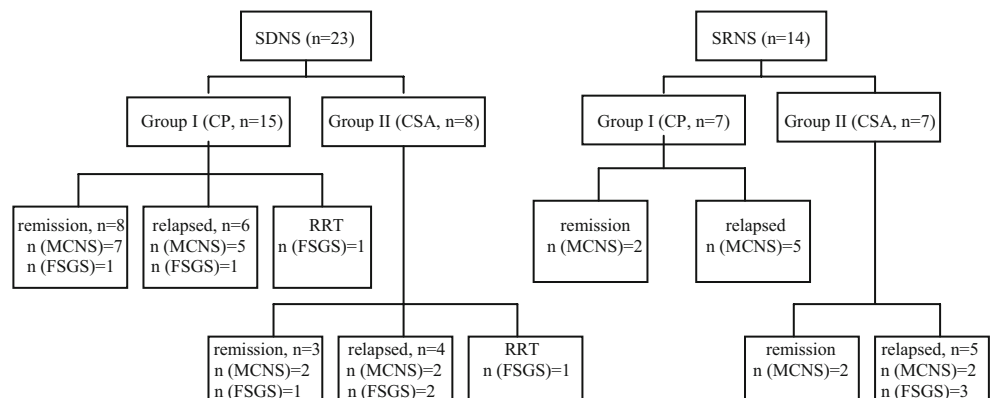 SDNS (n=23)
SRNS (n=14)
Group I (CP, n=15)
Group II (CSA, n=8)
Group I (CP, n=7)
Group II (CSA, n=7)
remission, n=8
n (MCNS)=7
n (FSGS)=1
relapsed, n=6
n (MCNS)=5
n (FSGS)=1
RRT
n (FSGS)=1
remission
n (MCNS)=2
relapsed
n (MCNS)=5
remission, n=3
n (MCNS)=2
n (FSGS)=1
relapsed, n=4
n (MCNS)=2
n (FSGS)=2
RRT
n (FSGS)=1
remission
n (MCNS)=2
relapsed, n=5
n (MCNS)=2
n (FSGS)=3